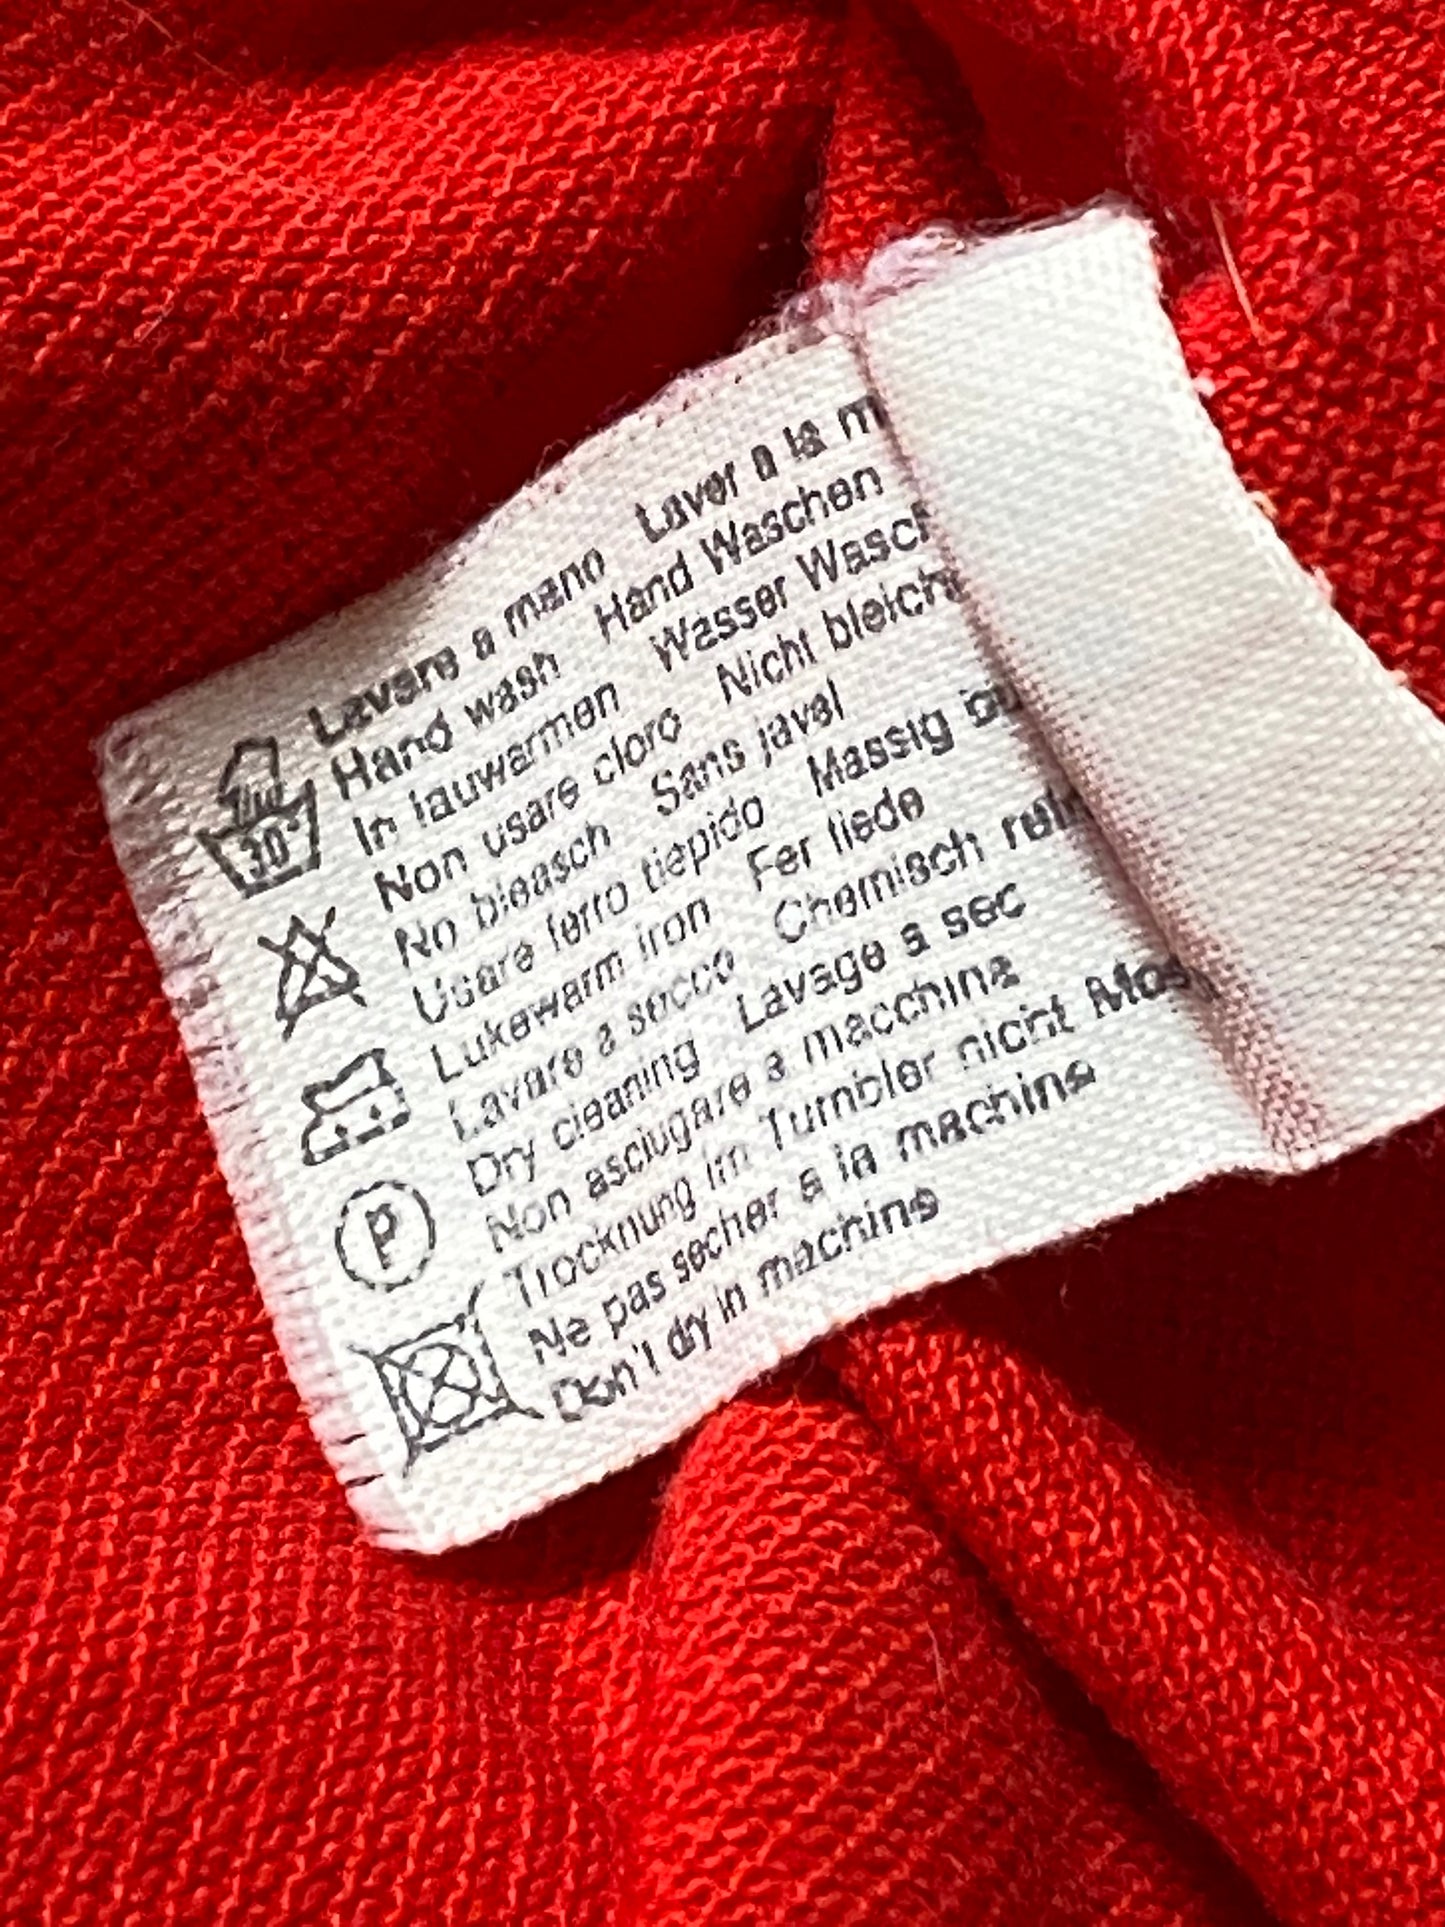 Lavare a mano Laver a la m
Hand wash Hand Waschen
In lauwarmen Wasser Wasch
Non usare cloro Nicht bleich
No bleasch Sans javel
Usare ferro tiepido Massig
Lukewarm iron Fer tiede
Lavare a secco Chemisch rei
Dry cleaning Lavage a sec
Non asciugare a macchina
Trocknung im Tumbler nicht Mos
Ne pas secher a la machine
Don't dry in machine
30°
P